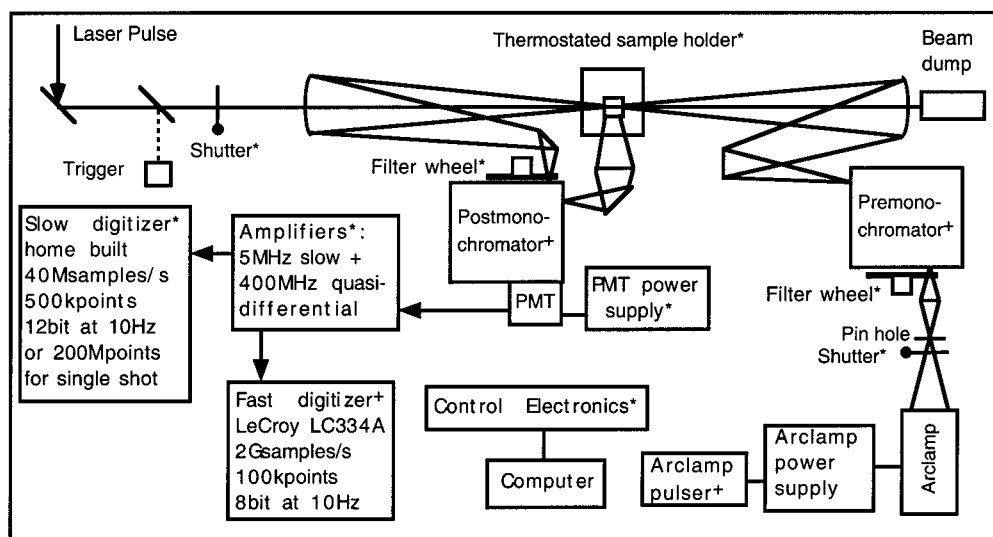 Laser Pulse
Thermostated sample holder*
Beam
dump
Shutter*
Trigger
Filter wheel*
Postmono-
chromator+
Premono-
chromator+
Slow digitizer*
home built
40Msamples/s
500kpoints
12bit at 10Hz
or 200Mpoints
for single shot
Amplifiers*:
5MHz slow +
400MHz quasi-
differential
PMT
PMT power
supply*
Filter wheel*
Pin hole
Shutter*
Fast digitizer+
LeCroy LC334A
2Gsamples/s
100kpoints
8bit at 10Hz
Control Electronics*
Computer
Arclamp
pulser+
Arclamp
power
supply
Arclamp